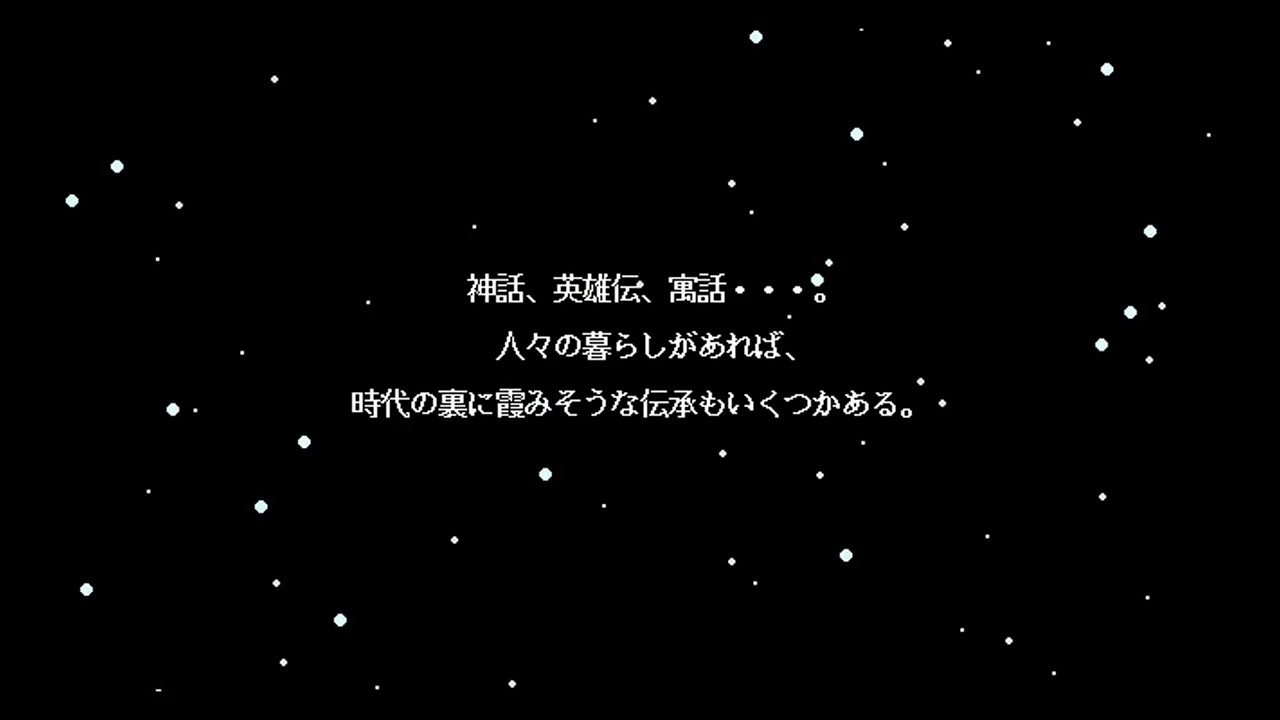 神話、英雄伝、寓話・・・。
人々の暮らしがあれば、
時代の裏に霞みそうな伝承もいくつかある。